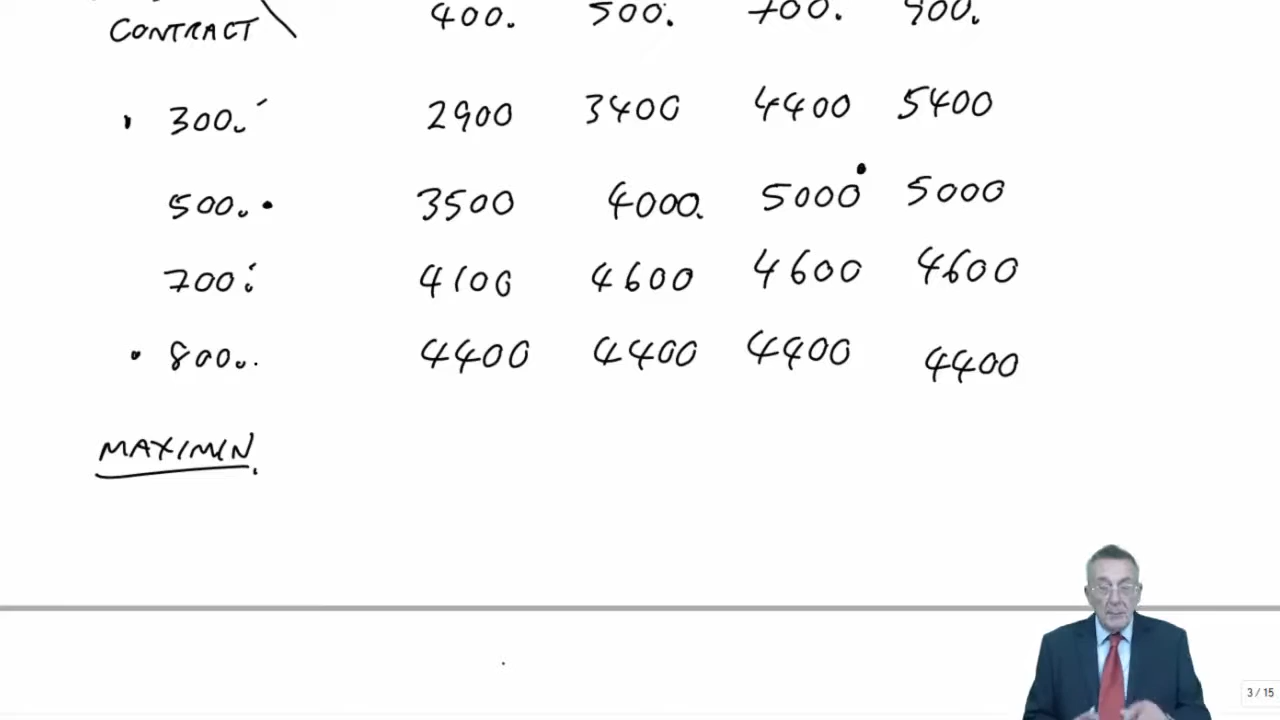 400. 500. 700. 900.
CONTRACT
300. 2900 3400 4400 5400
500. 3500 4000. 5000 5000
700. 4100 4600 4600 4600
800. 4400 4400 4400 4400
MAXIMIN.
3 / 15